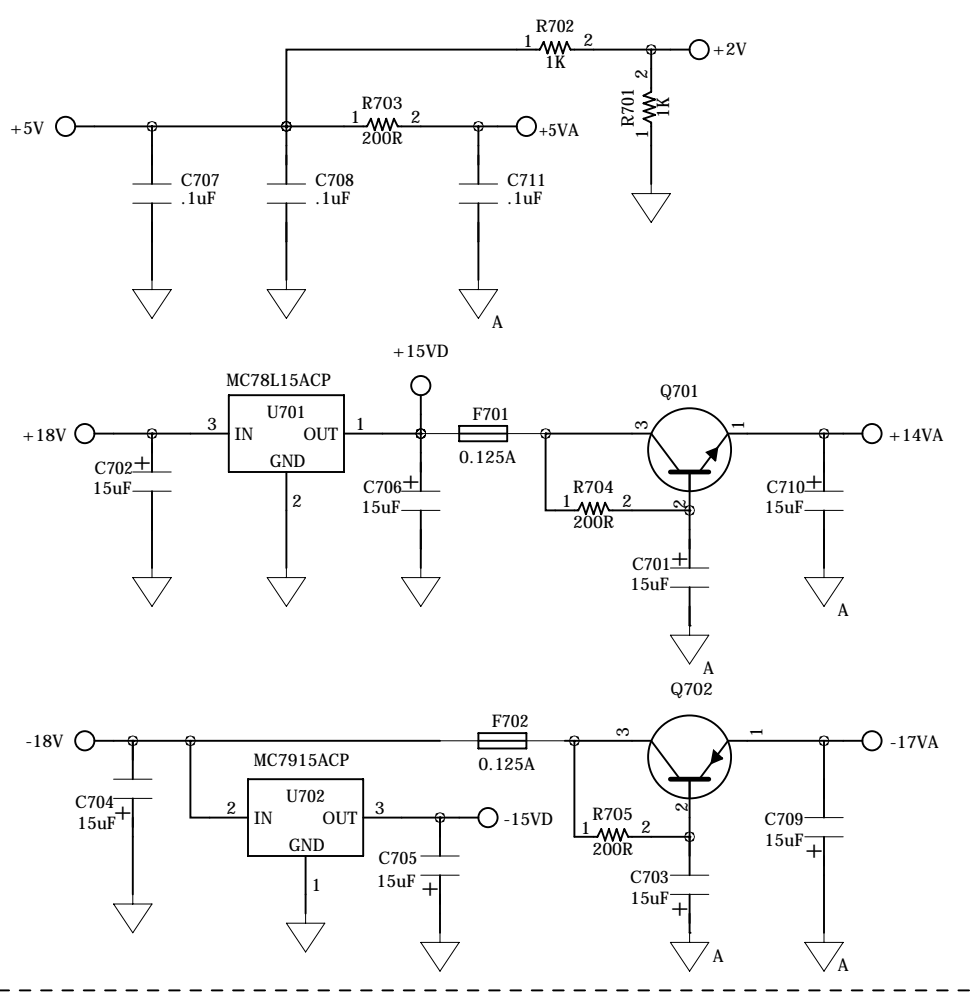 R702
1 2
1K
+2V
2
R701
1K
1
+5V
R703
1 2
200R
+5VA
C707
.1uF
C708
.1uF
C711
.1uF
A
+15VD
MC78L15ACP
U701
+18V
3
IN
OUT
1
GND
2
C702
+
15uF
F701
0.125A
C706
+
15uF
Q701
3
1
2
+14VA
R704
1 2
200R
C710
+
15uF
A
C701
+
15uF
A
Q702
-18V
F702
0.125A
3
1
2
-17VA
MC7915ACP
U702
2
IN
OUT
3
GND
1
-15VD
C704
15uF
+
C705
15uF
+
R705
1 2
200R
C703
15uF
+
A
C709
15uF
+
A